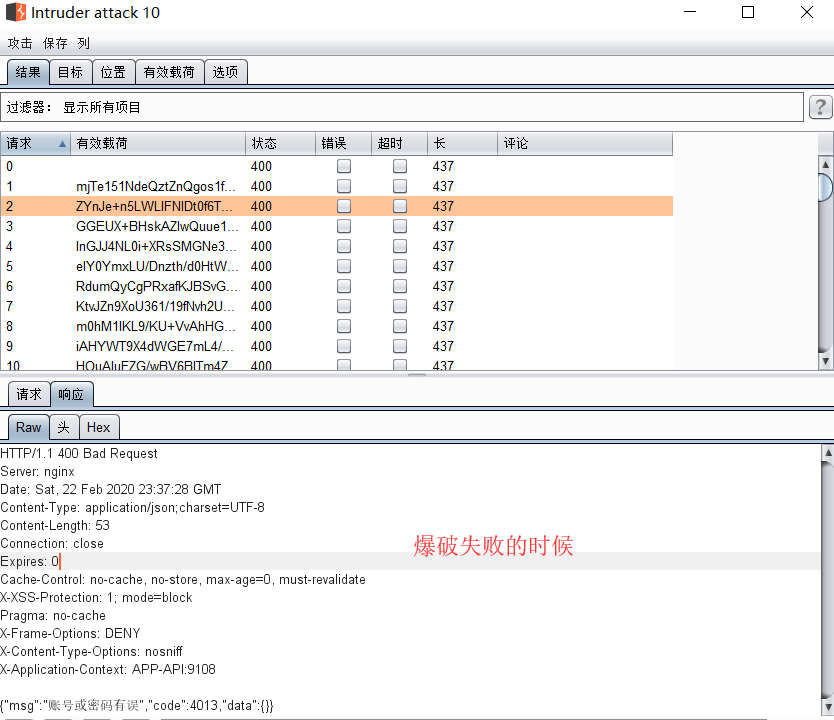 Intruder attack 10
攻击 保存 列
结果 目标 位置 有效载荷 选项
过滤器： 显示所有项目 ?
请求 有效载荷 状态 错误 超时 长 评论
0 400 437
1 mjTe151NdeQztZnQgos1f... 400 437
2 ZYnJe+n5LWLIFNIDt0f6T... 400 437
3 GGEUX+BHskAZlwQuue1... 400 437
4 lnGJJ4NL0i+XRsSMGNe3... 400 437
5 elY0YmxLU/Dnzth/d0HtW... 400 437
6 RdumQyCgPRxafKJBSvG... 400 437
7 KtvJZn9XoU361/19fNvh2U... 400 437
8 m0hM1lKL9/KU+VvAhHG... 400 437
9 iAHYWT9X4dWGE7mL4/... 400 437
10 HQuAluFZG/wBV6BlTm4Z 400 437
请求 响应
Raw 头 Hex
HTTP/1.1 400 Bad Request
Server: nginx
Date: Sat, 22 Feb 2020 23:37:28 GMT
Content-Type: application/json;charset=UTF-8
Content-Length: 53
Connection: close
爆破失败的时候
Expires: 0
Cache-Control: no-cache, no-store, max-age=0, must-revalidate
X-XSS-Protection: 1; mode=block
Pragma: no-cache
X-Frame-Options: DENY
X-Content-Type-Options: nosniff
X-Application-Context: APP-API:9108
{"msg":"账号或密码有误","code":4013,"data":{}}